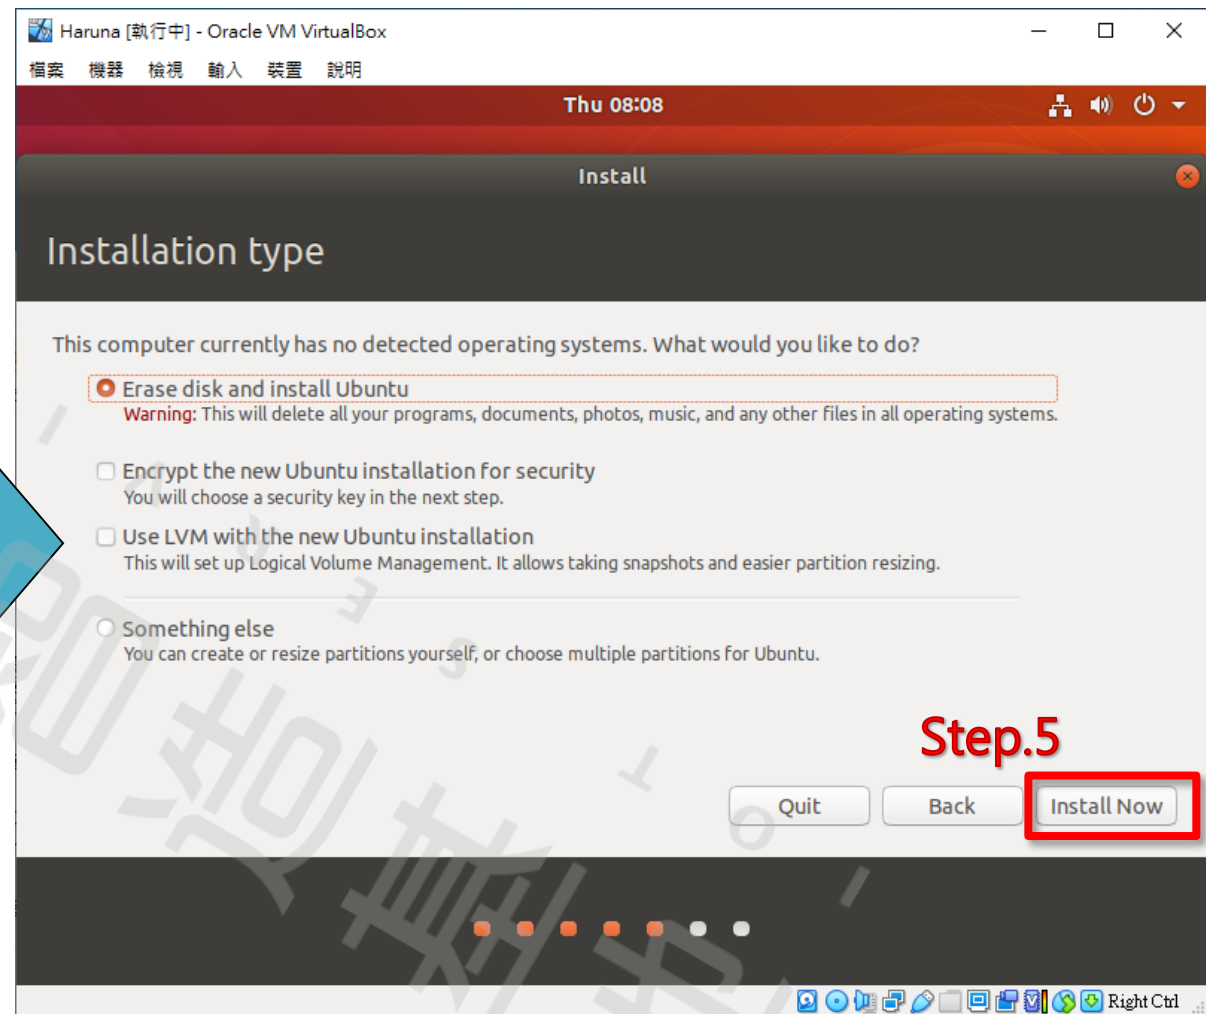 Haruna [執行中] - Oracle VM VirtualBox
檔案 機器 檢視 輸入 裝置 說明
Thu 08:08
Install
Installation type
This computer currently has no detected operating systems. What would you like to do?
Erase disk and install Ubuntu
Warning: This will delete all your programs, documents, photos, music, and any other files in all operating systems.
Encrypt the new Ubuntu installation for security
You will choose a security key in the next step.
Use LVM with the new Ubuntu installation
This will set up Logical Volume Management. It allows taking snapshots and easier partition resizing.
Something else
You can create or resize partitions yourself, or choose multiple partitions for Ubuntu.
Step.5
Quit Back Install Now
Right Ctrl